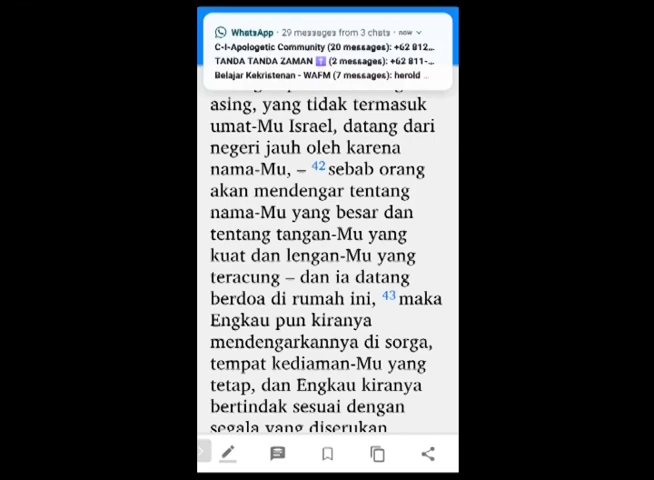 WhatsApp · 29 messages from 3 chats · now
C-I-Apologetic Community (20 messages): +62 812...
TANDA TANDA ZAMAN (2 messages): +62 811-...
Belajar Kekristenan - WAFM (7 messages): herold ...
asing, yang tidak termasuk
umat-Mu Israel, datang dari
negeri jauh oleh karena
nama-Mu, – 42 sebab orang
akan mendengar tentang
nama-Mu yang besar dan
tentang tangan-Mu yang
kuat dan lengan-Mu yang
teracung – dan ia datang
berdoa di rumah ini, 43 maka
Engkau pun kiranya
mendengarkannya di sorga,
tempat kediaman-Mu yang
tetap, dan Engkau kiranya
bertindak sesuai dengan
segala yang diserukan